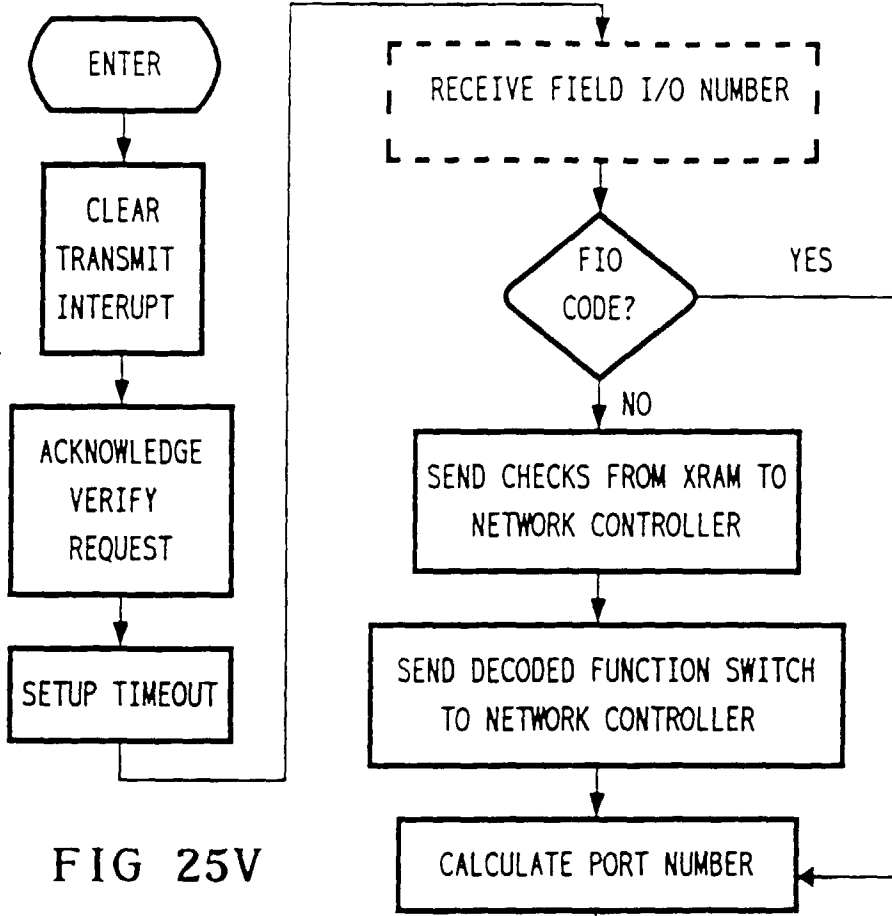 ENTER
CLEAR
TRANSMIT
INTERUPT
ACKNOWLEDGE
VERIFY
REQUEST
SETUP TIMEOUT
RECEIVE FIELD I/O NUMBER
FIO
CODE?
YES
NO
SEND CHECKS FROM XRAM TO
NETWORK CONTROLLER
SEND DECODED FUNCTION SWITCH
TO NETWORK CONTROLLER
CALCULATE PORT NUMBER
FIG 25V